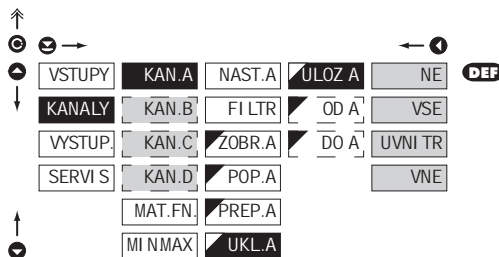 DEF
VSTUPY KAN.A NAST.A ULOZ A NE
KANALY KAN.B FILTR OD A VSE
VYSTUP. KAN.C ZOBR.A DO A UVNITR
SERVIS KAN.D POP.A VNE
MAT.FN. PREP.A
MINMAX UKL.A